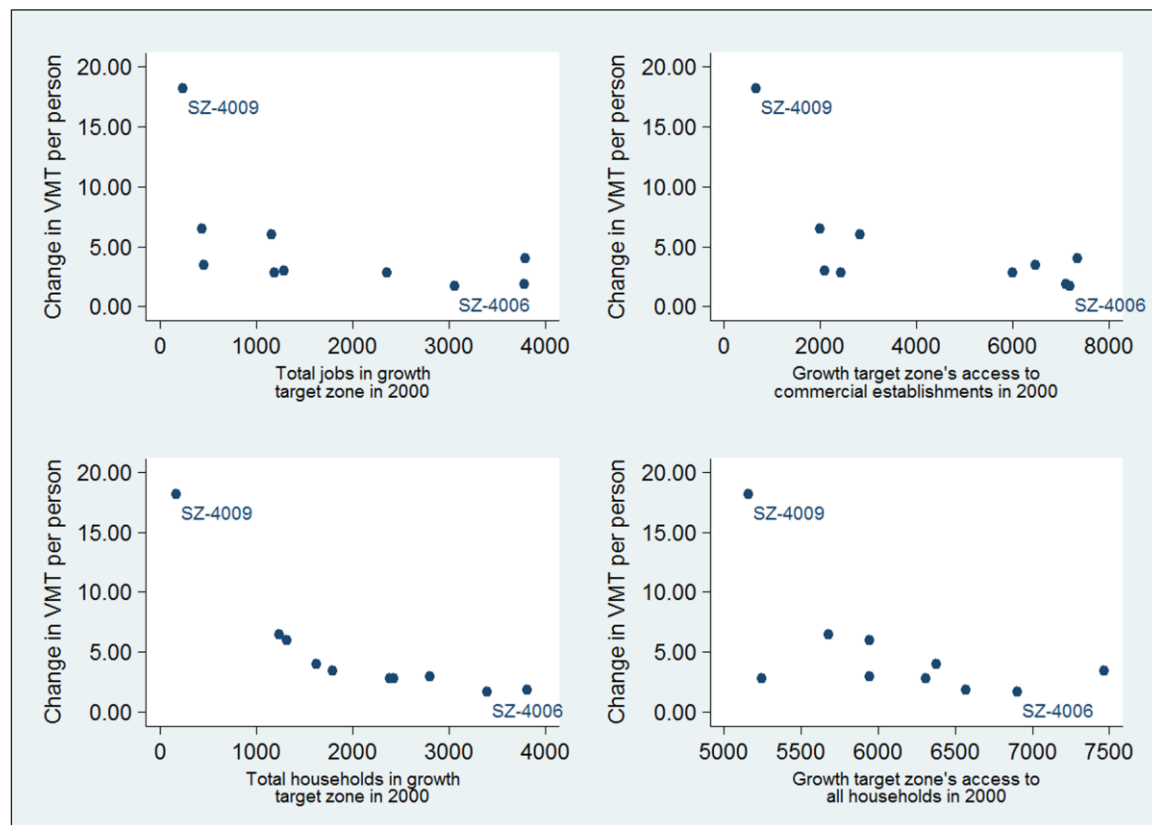 Change in VMT per person
20.00
15.00
10.00
5.00
0.00
SZ-4009
SZ-4006
0 1000 2000 3000 4000
Total jobs in growth
target zone in 2000
Change in VMT per person
20.00
15.00
10.00
5.00
0.00
SZ-4009
SZ-4006
0 2000 4000 6000 8000
Growth target zone's access to
commercial establishments in 2000
Change in VMT per person
20.00
15.00
10.00
5.00
0.00
SZ-4009
SZ-4006
0 1000 2000 3000 4000
Total households in growth
target zone in 2000
Change in VMT per person
20.00
15.00
10.00
5.00
0.00
SZ-4009
SZ-4006
5000 5500 6000 6500 7000 7500
Growth target zone's access to
all households in 2000